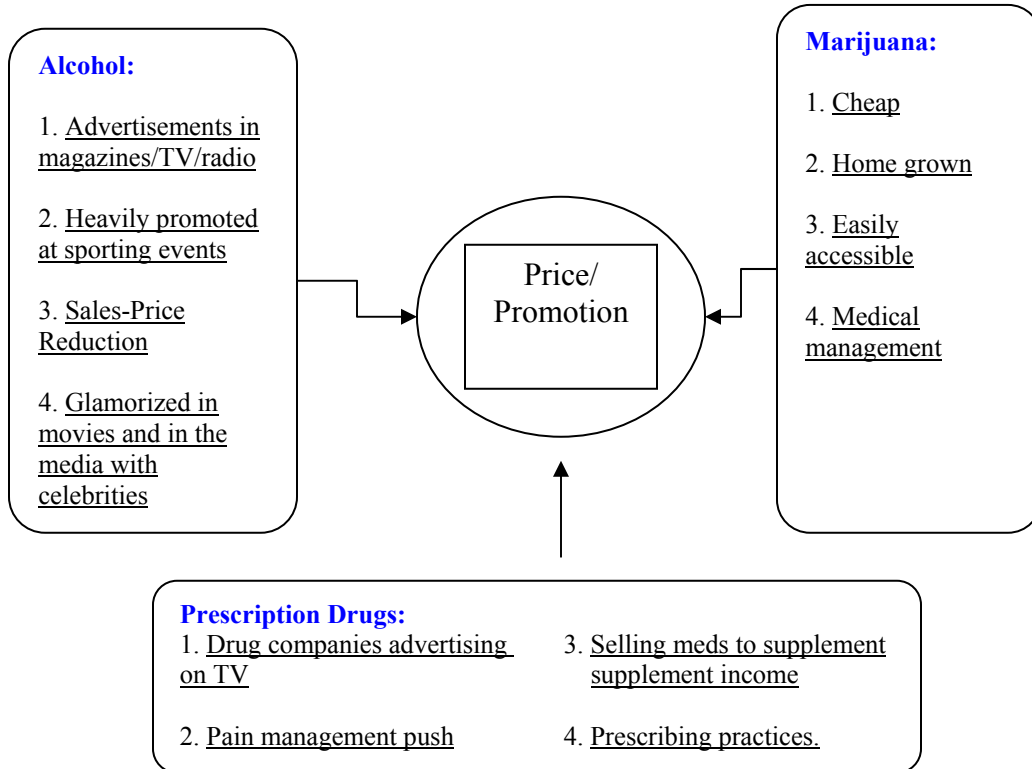 Alcohol:
1. Advertisements in
magazines/TV/radio
2. Heavily promoted
at sporting events
3. Sales-Price
Reduction
4. Glamorized in
movies and in the
media with
celebrities
Price/
Promotion
Marijuana:
1. Cheap
2. Home grown
3. Easily
accessible
4. Medical
management
Prescription Drugs:
1. Drug companies advertising
on TV
2. Pain management push
3. Selling meds to supplement
supplement income
4. Prescribing practices.